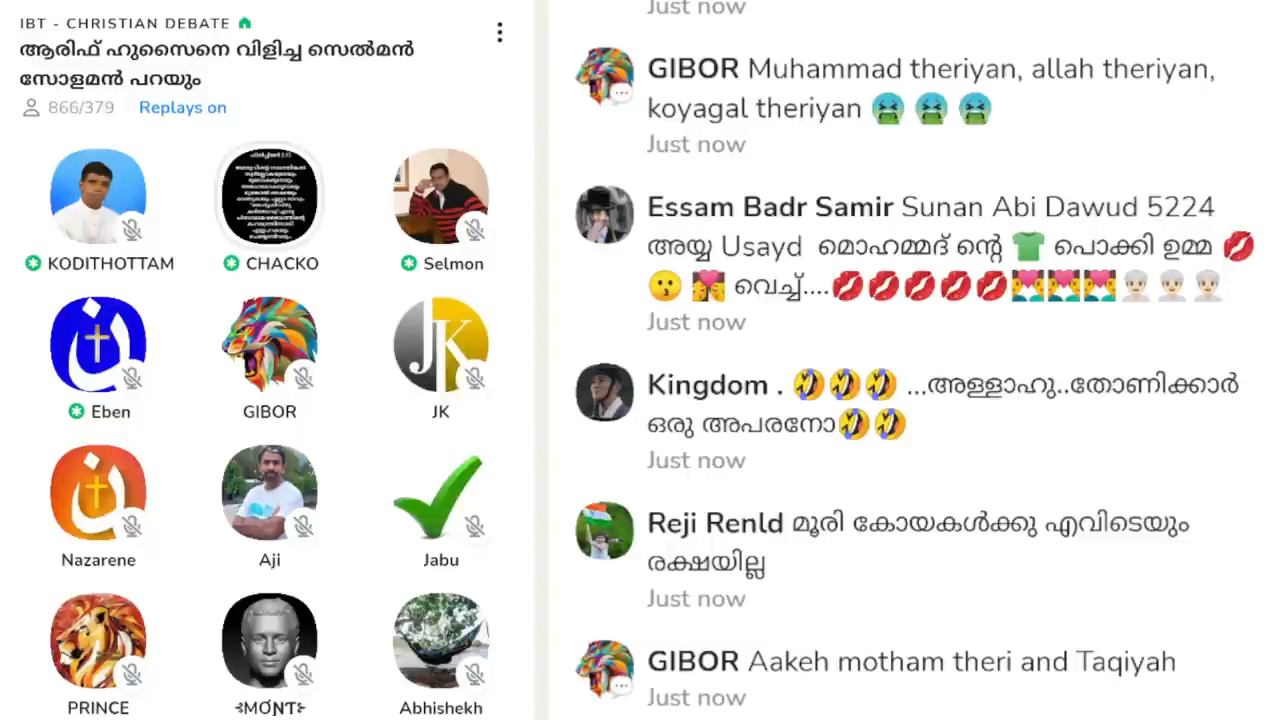 IBT - CHRISTIAN DEBATE
ആരിഫ് ഹുസൈനെ വിളിച്ച സെൽമൻ
സോളമൻ പറയും
866/379 Replays on
KODITHOTTAM
CHACKO
Selmon
Eben
GIBOR
JK
Nazarene
Aji
Jabu
PRINCE
Abhishekh
Just now
GIBOR Muhammad theriyan, allah theriyan,
koyagal theriyan 🤮 🤮 🤮
Just now
Essam Badr Samir Sunan Abi Dawud 5224
അയ്യ Usayd മൊഹമ്മദ് ന്റെ 👕 പൊക്കി ഉമ്മ 💋
😗 💏 വെച്ച്....💋💋💋💋💋
Just now
Kingdom . 🤣🤣🤣 ...അള്ളാഹു..തോണിക്കാർ
ഒരു അപരനോ🤣🤣
Just now
Reji Renld മൂരി കോയകൾക്കു എവിടെയും
രക്ഷയില്ല
Just now
GIBOR Aakeh motham theri and Taqiyah
Just now